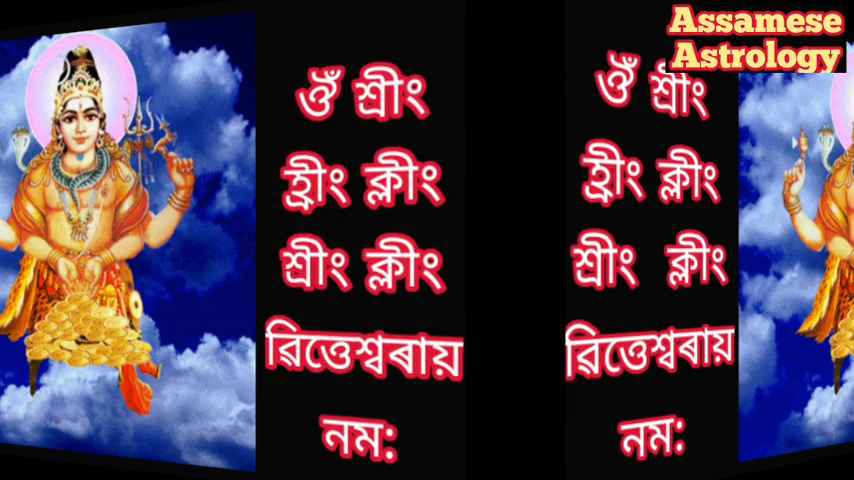 Assamese
Astrology
ওঁ শ্ৰীং
হ্ৰীং ক্লীং
শ্ৰীং ক্লীং
ৱিত্তেশ্বৰায়
নম:
ওঁ শ্ৰীং
হ্ৰীং ক্লীং
শ্ৰীং ক্লীং
ৱিত্তেশ্বৰায়
নম: